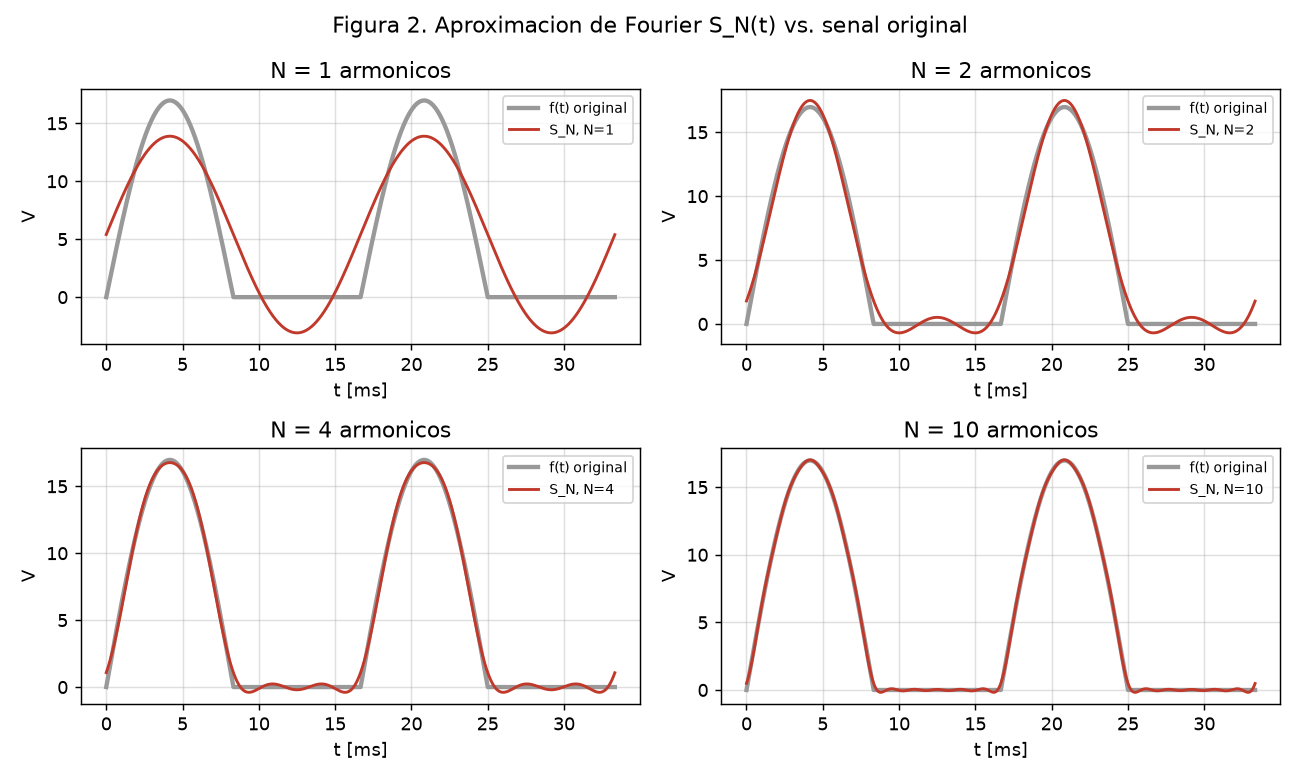 Figura 2. Aproximacion de Fourier S_N(t) vs. senal original
N = 1 armonicos
f(t) original
S_N, N=1
V
15
10
5
0
0 5 10 15 20 25 30
t [ms]
N = 2 armonicos
f(t) original
S_N, N=2
V
15
10
5
0
0 5 10 15 20 25 30
t [ms]
N = 4 armonicos
f(t) original
S_N, N=4
V
15
10
5
0
0 5 10 15 20 25 30
t [ms]
N = 10 armonicos
f(t) original
S_N, N=10
V
15
10
5
0
0 5 10 15 20 25 30
t [ms]